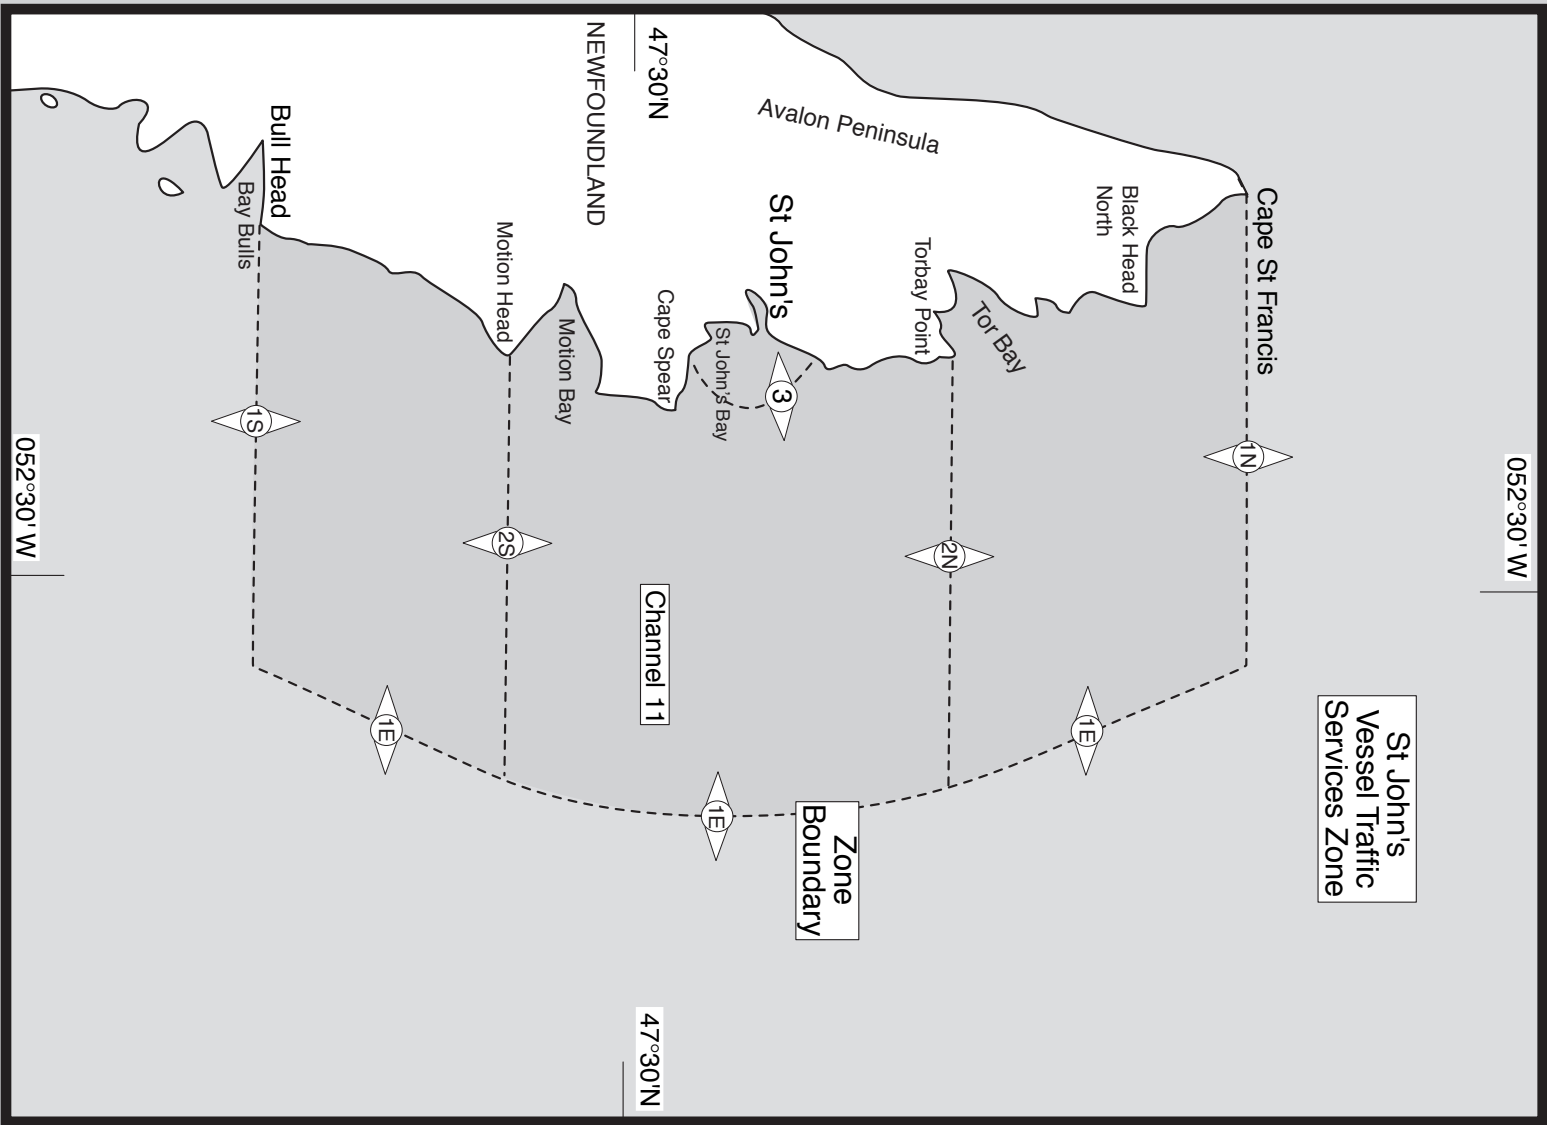 Cape St Francis
052°30' W
1N
St John's
Vessel Traffic
Services Zone
Black Head
North
Tor Bay
1E
Avalon Peninsula
Torbay Point
2N
Zone
Boundary
St John's
3
St John's Bay
1E
47°30'N
Cape Spear
Channel 11
47°30'N
NEWFOUNDLAND
Motion Bay
Motion Head
2S
1E
Bull Head
Bay Bulls
1S
052°30' W